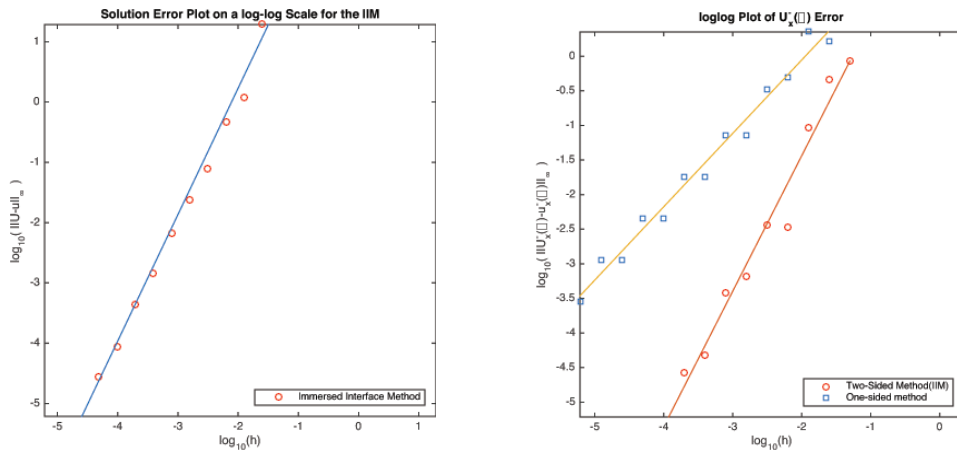 Solution Error Plot on a log-log Scale for the IIM
1
0
-1
-2
-3
-4
-5
log10( ||U-u||∞ )
-5 -4 -3 -2 -1 0 1
log10(h)
Immersed Interface Method
loglog Plot of U-x(□) Error
0
-0.5
-1
-1.5
-2
-2.5
-3
-3.5
-4
-4.5
-5
log10( ||U-x(□)-u-x(□)||∞ )
-5 -4 -3 -2 -1 0
log10(h)
Two-Sided Method(IIM)
One-sided method